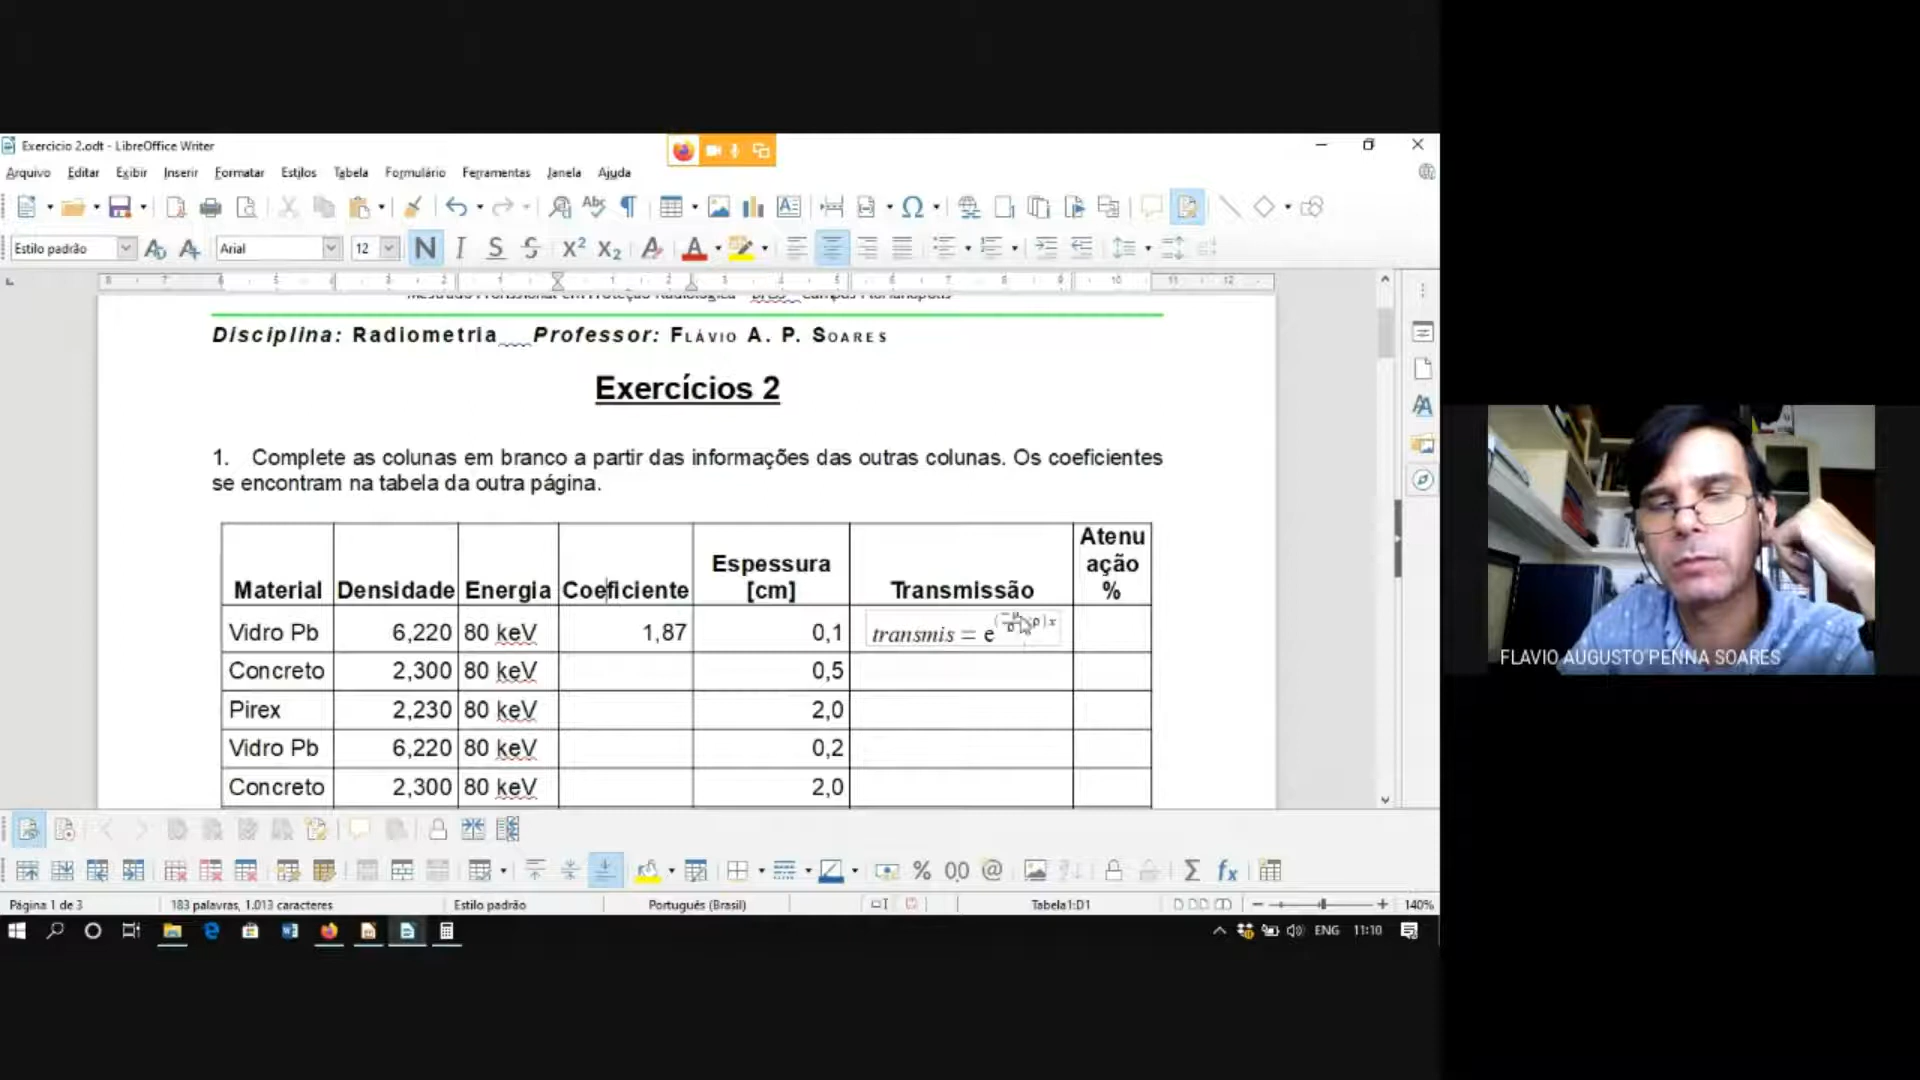 Exercicio 2.odt - LibreOffice Writer
Arquivo Editar Exibir Inserir Formatar Estilos Tabela Formulário Ferramentas Janela Ajuda
Estilo padrão Arial 12 N I S S X² X₂
Disciplina: Radiometria Professor: FLÁVIO A. P. SOARES
Exercícios 2
1. Complete as colunas em branco a partir das informações das outras colunas. Os coeficientes
se encontram na tabela da outra página.
Material Densidade Energia Coeficiente Espessura [cm] Transmissão Atenu ação %
Vidro Pb 6,220 80 keV 1,87 0,1 transmis = e
Concreto 2,300 80 keV 0,5
Pirex 2,230 80 keV 2,0
Vidro Pb 6,220 80 keV 0,2
Concreto 2,300 80 keV 2,0
Página 1 de 3 183 palavras, 1.013 caracteres Estilo padrão Português (Brasil) Tabela1:D1 140%
ENG 11:10
FLAVIO AUGUSTO PENNA SOARES